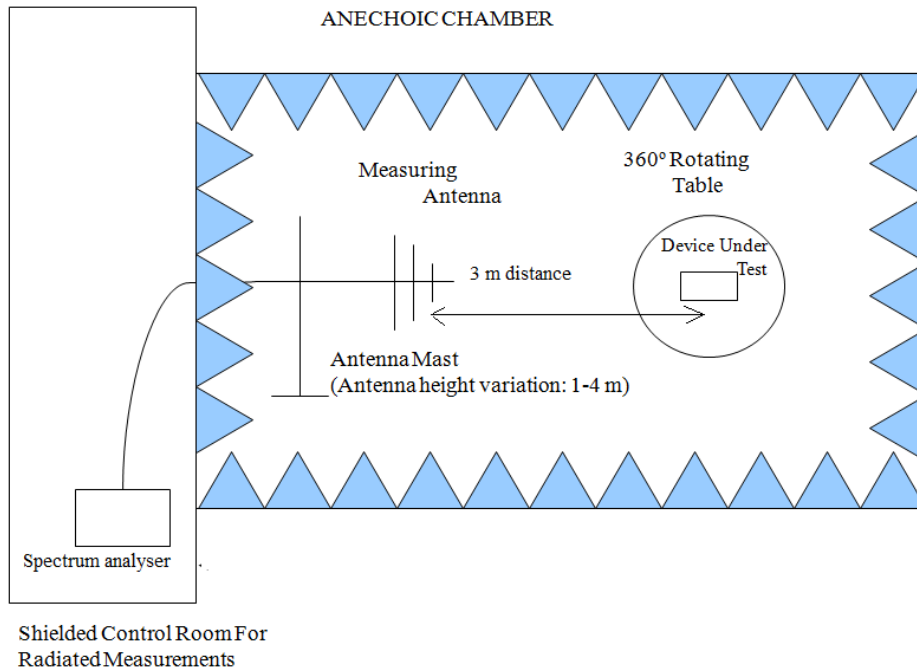 ANECHOIC CHAMBER
Measuring
Antenna
360º Rotating
Table
Device Under
Test
3 m distance
Antenna Mast
(Antenna height variation: 1-4 m)
Spectrum analyser
Shielded Control Room For
Radiated Measurements